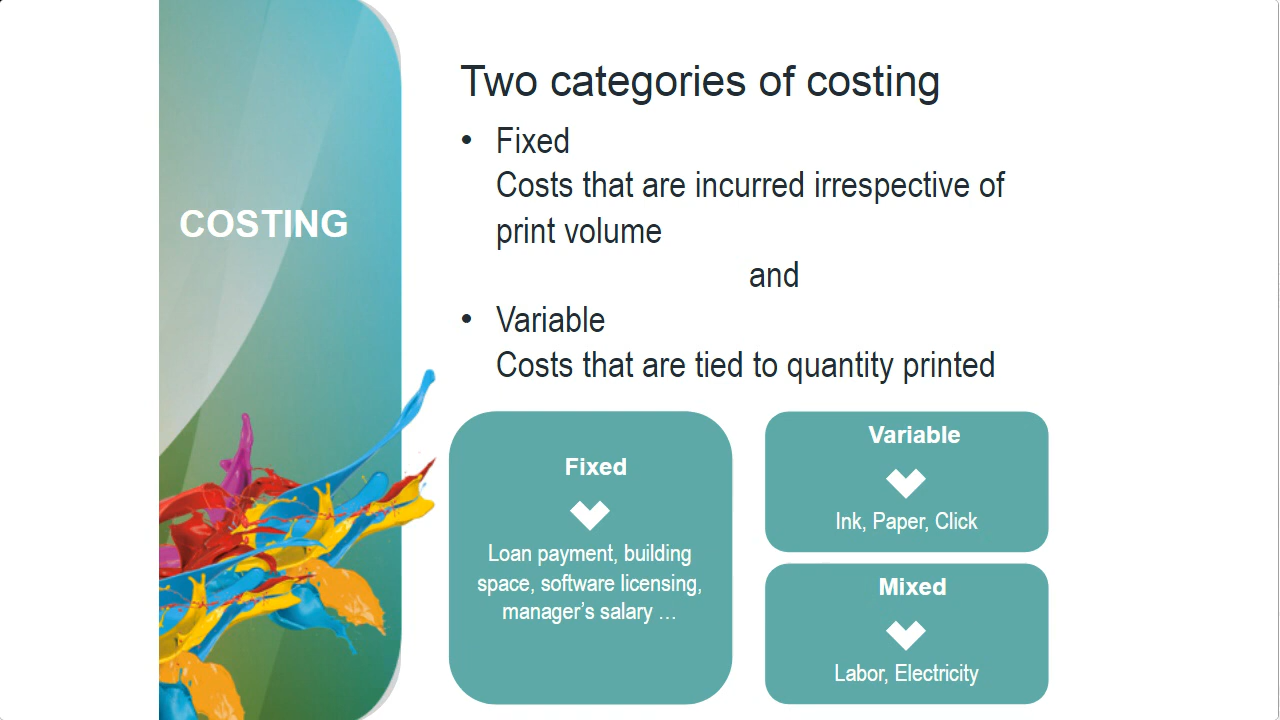 COSTING
Two categories of costing
• Fixed
Costs that are incurred irrespective of
print volume
and
• Variable
Costs that are tied to quantity printed
Fixed
Loan payment, building
space, software licensing,
manager’s salary …
Variable
Ink, Paper, Click
Mixed
Labor, Electricity